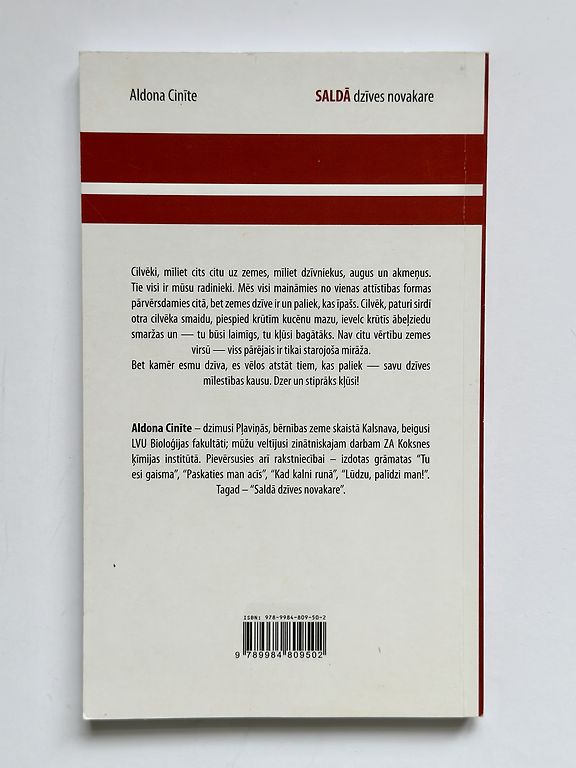 Aldona Cinīte
SALDĀ dzīves novakare
Cilvēki, mīliet cits citu uz zemes, mīliet dzīvniekus, augus un akmeņus.
Tie visi ir mūsu radinieki. Mēs visi maināmies no vienas attīstības formas
pārvērsdamies citā, bet zemes dzīve ir un paliek, kas īpašs. Cilvēk, paturi sirdī
otra cilvēka smaidu, piespied krūtīm kucēnu mazu, ievelc krūtīs ābeļziedu
smaržas un — tu būsi laimīgs, tu kļūsi bagātāks. Nav citu vērtību zemes
virsū — viss pārējais ir tikai starojoša mirāža.
Bet kamēr esmu dzīva, es vēlos atstāt tiem, kas paliek — savu dzīves
mīlestības kausu. Dzer un stiprāks kļūsi!
Aldona Cinīte – dzimusi Pļaviņās, bērnības zeme skaistā Kalsnava, beigusi
LVU Bioloģijas fakultāti; mūžu veltījusi zinātniskajam darbam ZA Koksnes
ķīmijas institūtā. Pievērsusies arī rakstniecībai – izdotas grāmatas “Tu
esi gaisma”, “Paskaties man acīs”, “Kad kalni runā”, “Lūdzu, palīdzi man!”.
Tagad – “Saldā dzīves novakare”.
ISBN: 978-9984-809-50-2
9 789984 809502